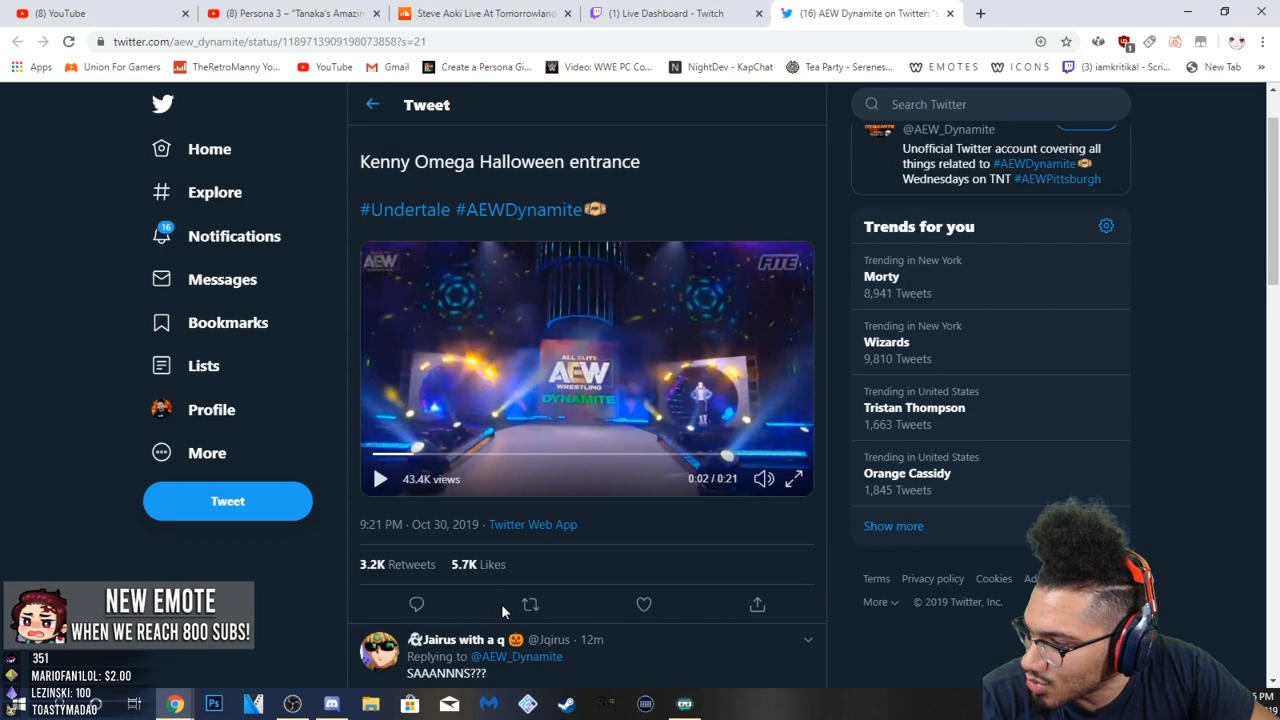 (8) YouTube
(8) Persona 3 – "Tanaka's Amazin
Steve Aoki Live At Tomorrowland
(1) Live Dashboard - Twitch
(16) AEW Dynamite on Twitter: "s
twitter.com/aew_dynamite/status/1189713909198073858?s=21
Apps
Union For Gamers
TheRetroManny Yo...
YouTube
Gmail
Create a Persona Gi...
Video: WWE PC Co...
NightDev - KapChat
Tea Party - Serenes...
E M O T E S
I C O N S
(3) iamkritikal - Scri...
New Tab
Home
Explore
16
Notifications
Messages
Bookmarks
Lists
Profile
More
Tweet
Tweet
Kenny Omega Halloween entrance
#Undertale #AEWDynamite
AEW
FITE
ALL ELITE
AEW
WRESTLING
DYNAMITE
43.4K views
0:02 / 0:21
9:21 PM · Oct 30, 2019 · Twitter Web App
3.2K Retweets 5.7K Likes
Jairus with a q @Jqirus · 12m
Replying to @AEW_Dynamite
SAAANNNS???
Search Twitter
@AEW_Dynamite
Unofficial Twitter account covering all
things related to #AEWDynamite
Wednesdays on TNT #AEWPittsburgh
Trends for you
Trending in New York
Morty
8,941 Tweets
Trending in New York
Wizards
9,810 Tweets
Trending in United States
Tristan Thompson
1,663 Tweets
Trending in United States
Orange Cassidy
1,845 Tweets
Show more
Terms Privacy policy Cookies Ad
More © 2019 Twitter, Inc.
NEW EMOTE
WHEN WE REACH 800 SUBS!
351
MARIOFAN1LOL: $2.00
LEZINSKI: 100
TOASTYMADAO